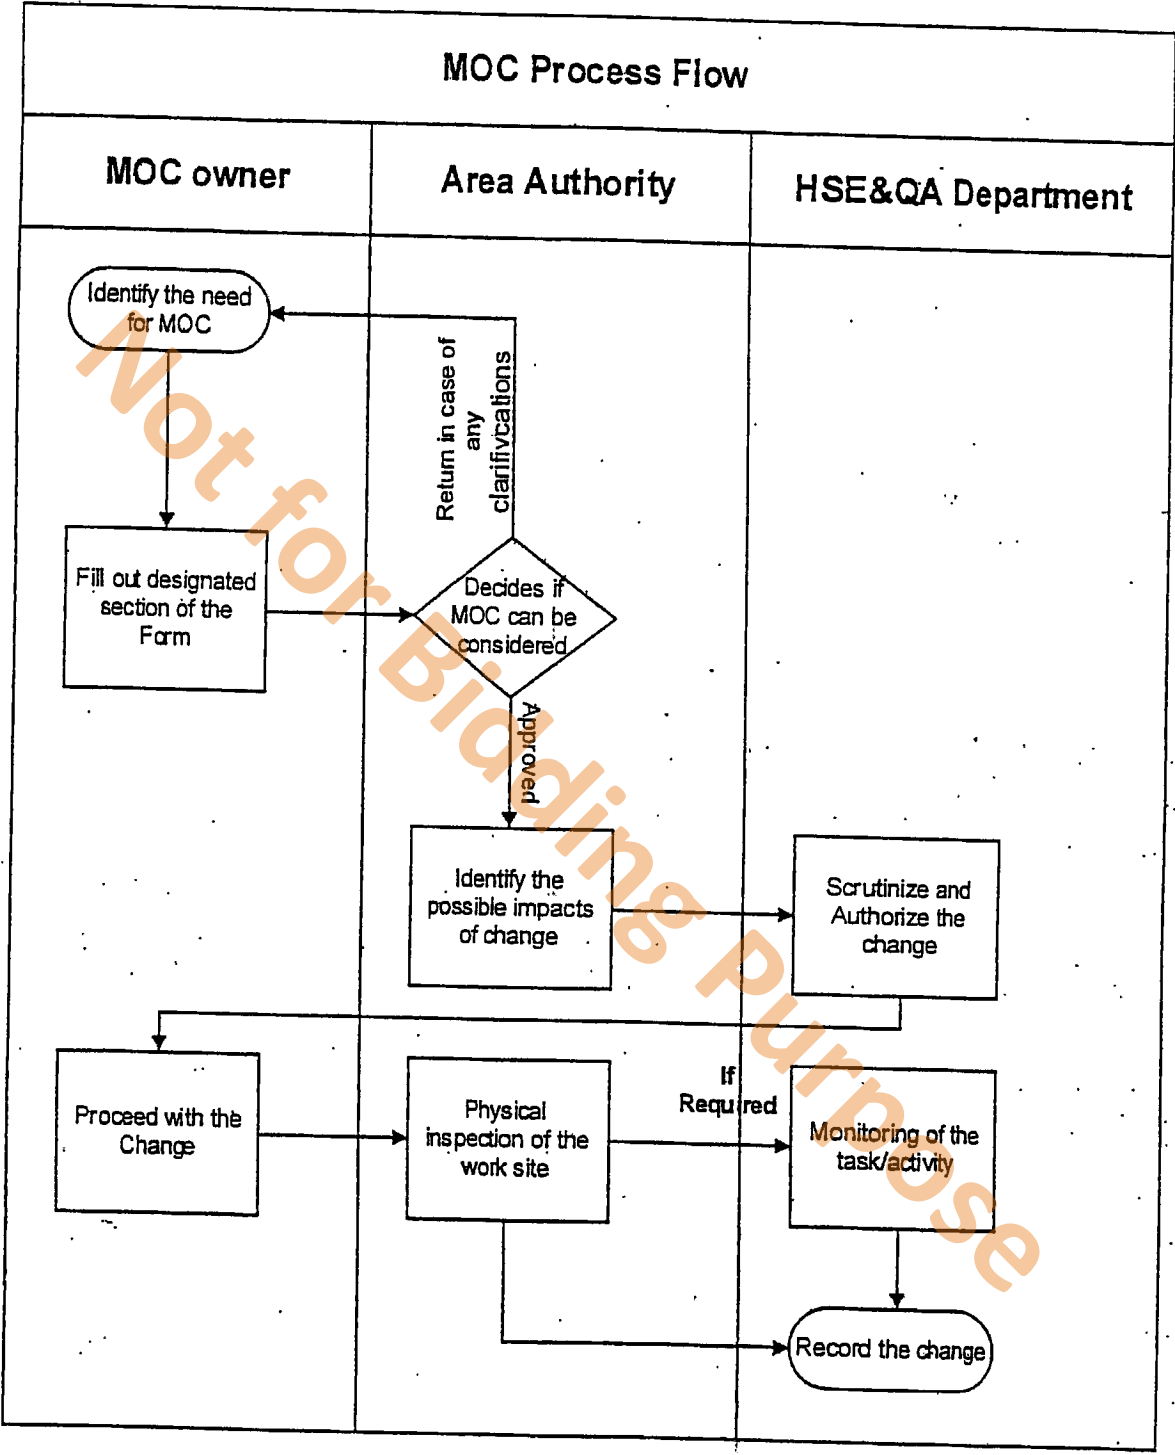 MOC Process Flow
MOC owner
Area Authority
HSE&QA Department
Identify the need
for MOC
Return in case of
any
clarifivcations
Fill out designated
section of the
Form
Decides if
MOC can be
considered
Approved
Identify the
possible impacts
of change
Scrutinize and
Authorize the
change
Proceed with the
Change
Physical
inspection of the
work site
If
Required
Monitoring of the
task/activity
Record the change
Not for Bidding Purpose